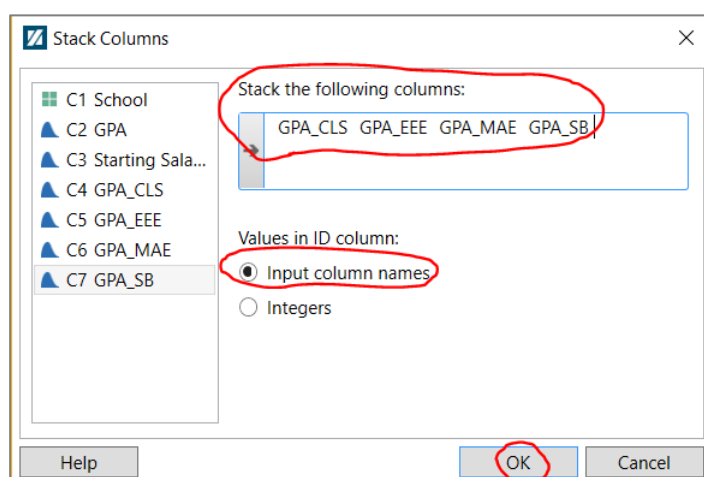 Stack Columns
C1 School
C2 GPA
C3 Starting Sala...
C4 GPA_CLS
C5 GPA_EEE
C6 GPA_MAE
C7 GPA_SB
Stack the following columns:
GPA_CLS GPA_EEE GPA_MAE GPA_SB
Values in ID column:
Input column names
Integers
Help
OK
Cancel